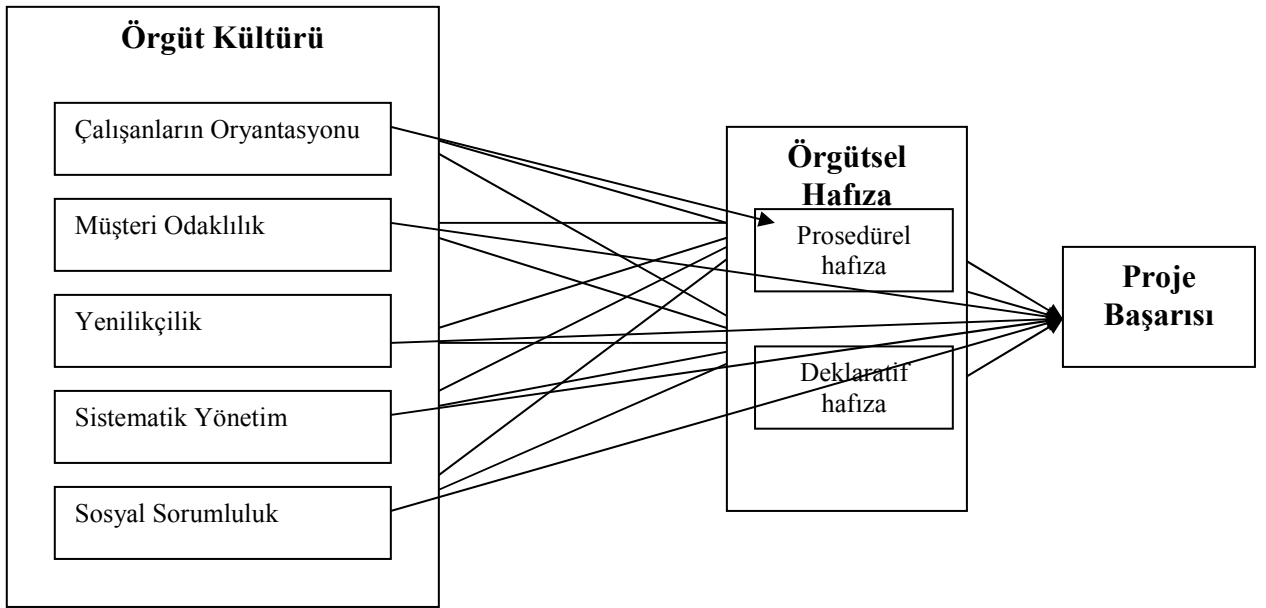 Örgüt Kültürü
Çalışanların Oryantasyonu
Müşteri Odaklılık
Yenilikçilik
Sistematik Yönetim
Sosyal Sorumluluk
Örgütsel
Hafıza
Prosedürel
hafıza
Deklaratif
hafıza
Proje
Başarısı